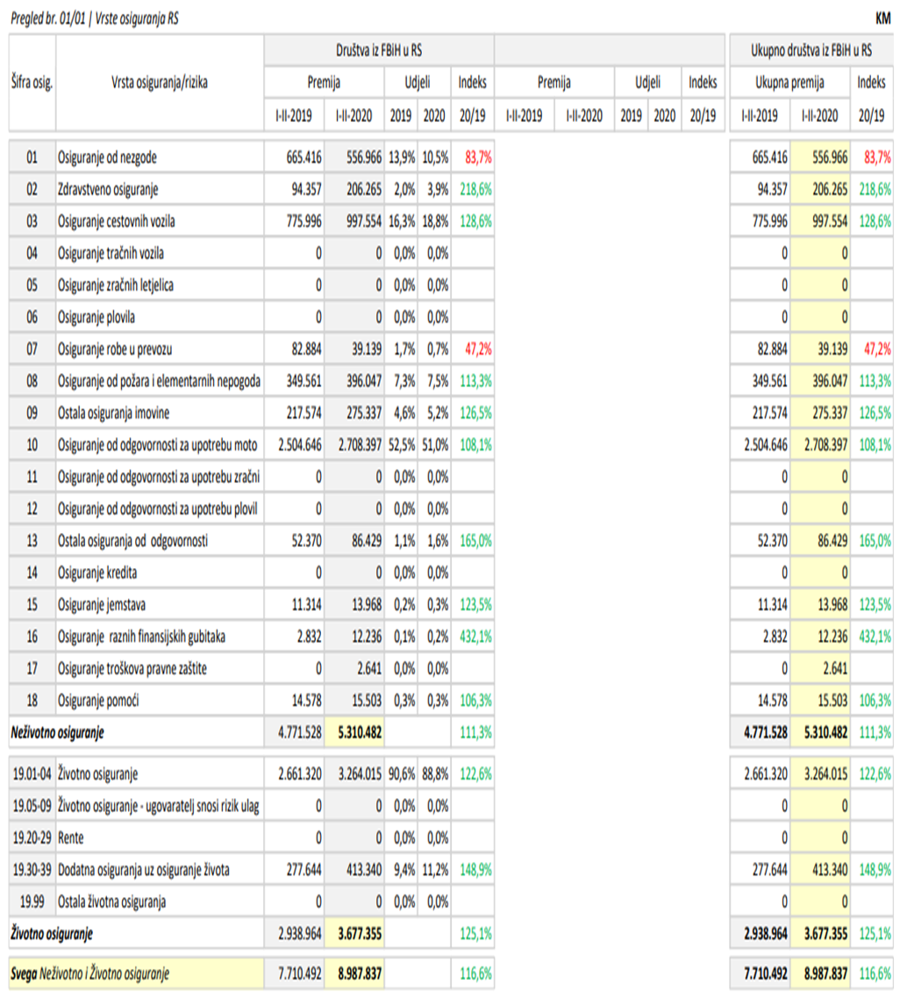 Pregled br. 01/01 | Vrste osiguranja RS KM
Društva iz FBiH u RS Ukupno društva iz FBiH u RS
Šifra osig. Vrsta osiguranja/rizika Premija Udjeli Indeks Premija Udjeli Indeks Ukupna premija Indeks
I-II-2019 I-II-2020 2019 2020 20/19 I-II-2019 I-II-2020 2019 2020 20/19 I-II-2019 I-II-2020 20/19
01 Osiguranje od nezgode 665.416 556.966 13,9% 10,5% 83,7% 665.416 556.966 83,7%
02 Zdravstveno osiguranje 94.357 206.265 2,0% 3,9% 218,6% 94.357 206.265 218,6%
03 Osiguranje cestovnih vozila 775.996 997.554 16,3% 18,8% 128,6% 775.996 997.554 128,6%
04 Osiguranje tračnih vozila 0 0 0,0% 0,0% 0 0
05 Osiguranje zračnih letjelica 0 0 0,0% 0,0% 0 0
06 Osiguranje plovila 0 0 0,0% 0,0% 0 0
07 Osiguranje robe u prevozu 82.884 39.139 1,7% 0,7% 47,2% 82.884 39.139 47,2%
08 Osiguranje od požara i elementarnih nepogoda 349.561 396.047 7,3% 7,5% 113,3% 349.561 396.047 113,3%
09 Ostala osiguranja imovine 217.574 275.337 4,6% 5,2% 126,5% 217.574 275.337 126,5%
10 Osiguranje od odgovornosti za upotrebu moto 2.504.646 2.708.397 52,5% 51,0% 108,1% 2.504.646 2.708.397 108,1%
11 Osiguranje od odgovornosti za upotrebu zračni 0 0 0,0% 0,0% 0 0
12 Osiguranje od odgovornosti za upotrebu plovil 0 0 0,0% 0,0% 0 0
13 Ostala osiguranja od odgovornosti 52.370 86.429 1,1% 1,6% 165,0% 52.370 86.429 165,0%
14 Osiguranje kredita 0 0 0,0% 0,0% 0 0
15 Osiguranje jemstava 11.314 13.968 0,2% 0,3% 123,5% 11.314 13.968 123,5%
16 Osiguranje raznih finansijskih gubitaka 2.832 12.236 0,1% 0,2% 432,1% 2.832 12.236 432,1%
17 Osiguranje troškova pravne zaštite 0 2.641 0,0% 0,0% 0 2.641
18 Osiguranje pomoći 14.578 15.503 0,3% 0,3% 106,3% 14.578 15.503 106,3%
Neživotno osiguranje 4.771.528 5.310.482 111,3% 4.771.528 5.310.482 111,3%
19.01-04 Životno osiguranje 2.661.320 3.264.015 90,6% 88,8% 122,6% 2.661.320 3.264.015 122,6%
19.05-09 Životno osiguranje - ugovaratelj snosi rizik ulag 0 0 0,0% 0,0% 0 0
19.20-29 Rente 0 0 0,0% 0,0% 0 0
19.30-39 Dodatna osiguranja uz osiguranje života 277.644 413.340 9,4% 11,2% 148,9% 277.644 413.340 148,9%
19.99 Ostala životna osiguranja 0 0 0,0% 0,0% 0 0
Životno osiguranje 2.938.964 3.677.355 125,1% 2.938.964 3.677.355 125,1%
Svega Neživotno i Životno osiguranje 7.710.492 8.987.837 116,6% 7.710.492 8.987.837 116,6%